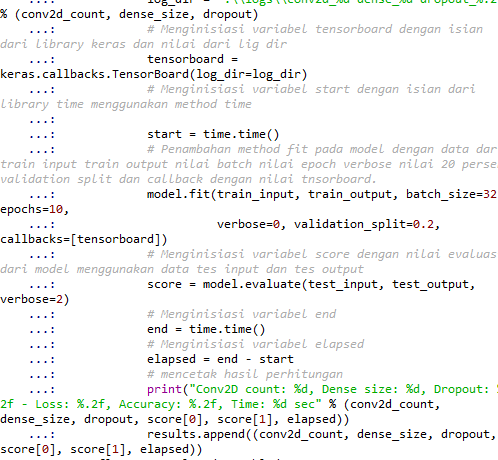 ...: log_dir = '.\\logs\\conv2d_%d-dense_%d-dropout_%.2
% (conv2d_count, dense_size, dropout)
...: # Menginisiasi variabel tensorboard dengan isian
dari library keras dan nilai dari lig dir
...: tensorboard =
keras.callbacks.TensorBoard(log_dir=log_dir)
...: # Menginisiasi variabel start dengan isian dari
library time menggunakan method time
...:
...: start = time.time()
...: # Penambahan method fit pada model dengan data dar
train input train output nilai batch nilai epoch verbose nilai 20 perse
validation split dan callback dengan nilai tnsorboard.
...: model.fit(train_input, train_output, batch_size=32
epochs=10,
...: verbose=0, validation_split=0.2,
callbacks=[tensorboard])
...: # Menginisiasi variabel score dengan nilai evaluas
dari model menggunakan data tes input dan tes output
...: score = model.evaluate(test_input, test_output,
verbose=2)
...: # Menginisiasi variabel end
...: end = time.time()
...: # Menginisiasi variabel elapsed
...: elapsed = end - start
...: # mencetak hasil perhitungan
...: print("Conv2D count: %d, Dense size: %d, Dropout: %
2f - Loss: %.2f, Accuracy: %.2f, Time: %d sec" % (conv2d_count,
dense_size, dropout, score[0], score[1], elapsed))
...: results.append((conv2d_count, dense_size, dropout,
score[0], score[1], elapsed))